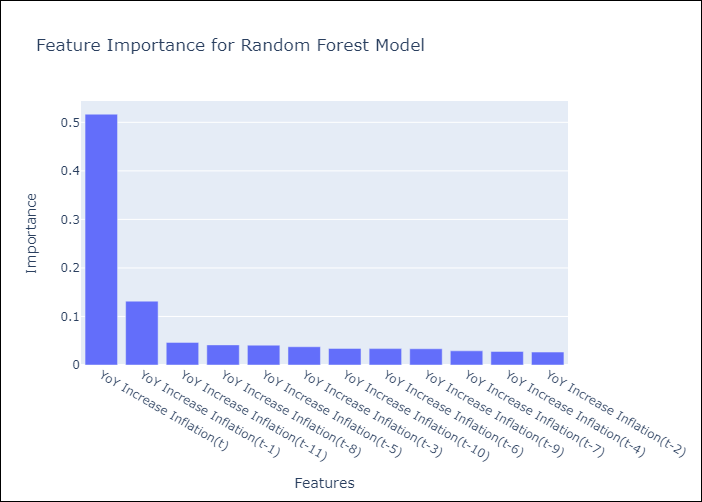 Feature Importance for Random Forest Model
Importance
0.5
0.4
0.3
0.2
0.1
0
YoY Increase Inflation(t)
YoY Increase Inflation(t-1)
YoY Increase Inflation(t-11)
YoY Increase Inflation(t-8)
YoY Increase Inflation(t-5)
YoY Increase Inflation(t-3)
YoY Increase Inflation(t-10)
YoY Increase Inflation(t-6)
YoY Increase Inflation(t-9)
YoY Increase Inflation(t-7)
YoY Increase Inflation(t-4)
YoY Increase Inflation(t-2)
Features